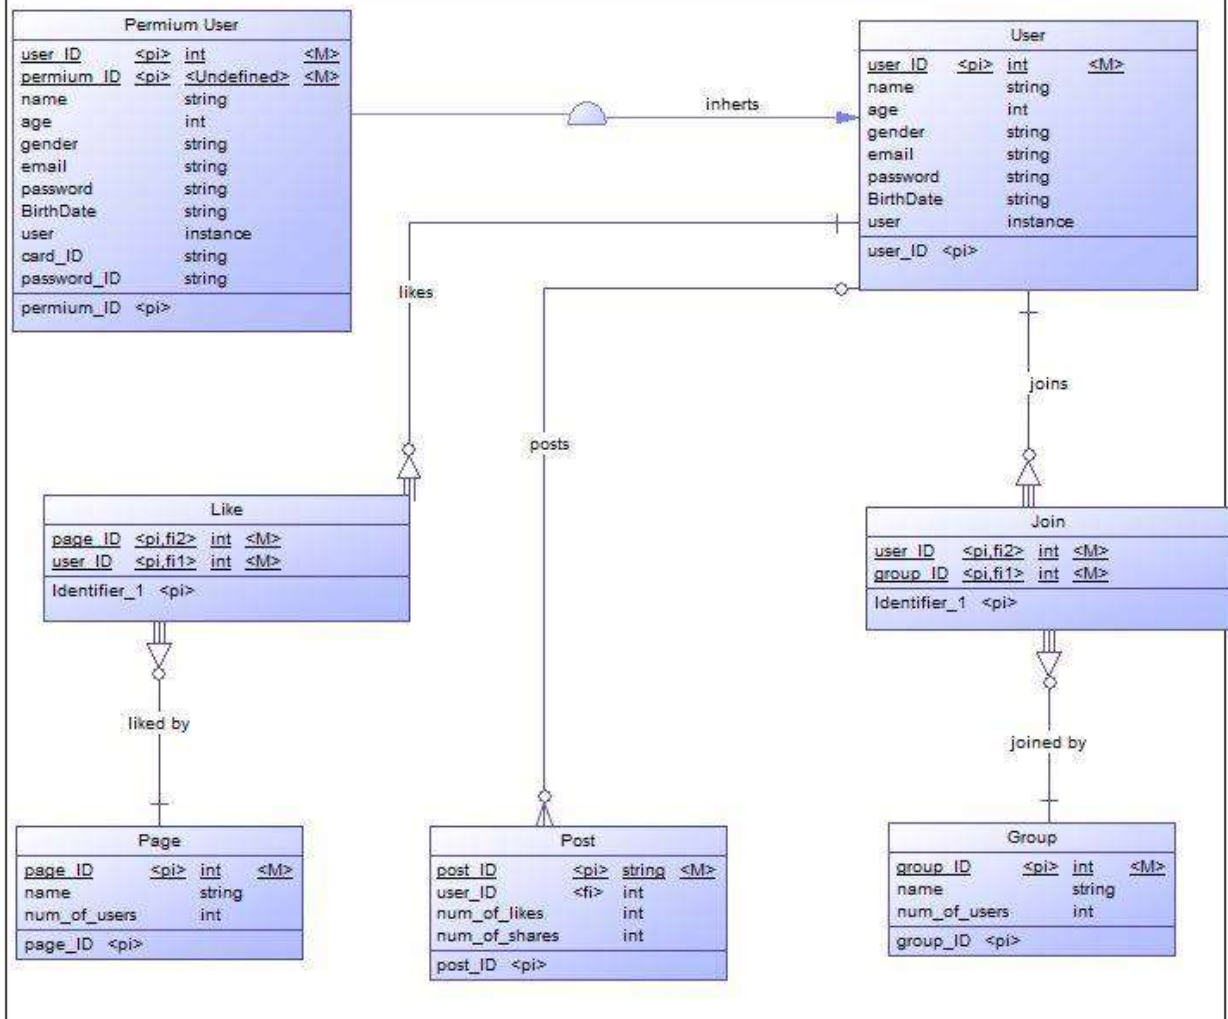 Permium User
user_ID <pi> int <M>
permium_ID <pi> <Undefined> <M>
name string
age int
gender string
email string
password string
BirthDate string
user instance
card_ID string
password_ID string
permium_ID <pi>
inherts
User
user_ID <pi> int <M>
name string
age int
gender string
email string
password string
BirthDate string
user instance
user_ID <pi>
likes
posts
joins
Like
page_ID <pi,fi2> int <M>
user_ID <pi,fi1> int <M>
Identifier_1 <pi>
Join
user_ID <pi,fi2> int <M>
group_ID <pi,fi1> int <M>
Identifier_1 <pi>
liked by
joined by
Page
page_ID <pi> int <M>
name string
num_of_users int
page_ID <pi>
Post
post_ID <pi> string <M>
user_ID <fi> int
num_of_likes int
num_of_shares int
post_ID <pi>
Group
group_ID <pi> int <M>
name string
num_of_users int
group_ID <pi>